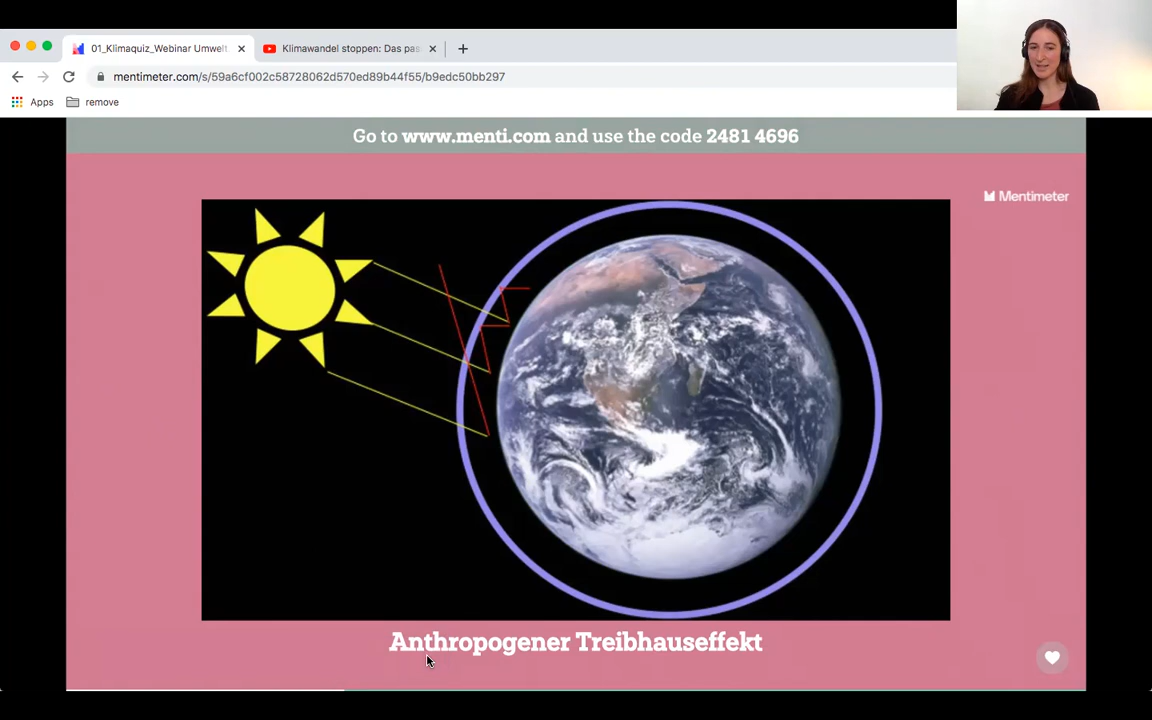 01_Klimaquiz_Webinar Umwelt
Klimawandel stoppen: Das pas
mentimeter.com/s/59a6cf002c58728062d570ed89b44f55/b9edc50bb297
Apps
remove
Go to www.menti.com and use the code 2481 4696
Mentimeter
Anthropogener Treibhauseffekt